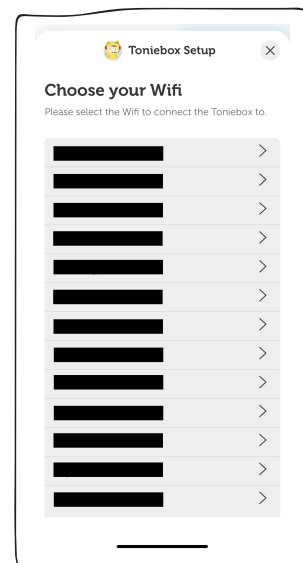 Toniebox Setup
Choose your Wifi
Please select the Wifi to connect the Toniebox to.